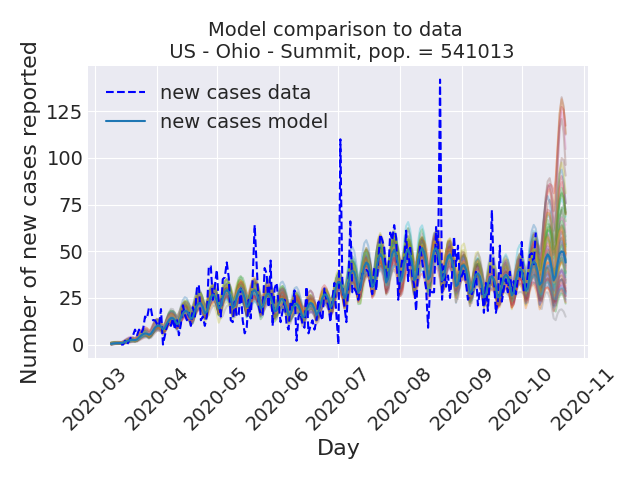 Model comparison to data
US - Ohio - Summit, pop. = 541013
Number of new cases reported
125
100
75
50
25
0
new cases data
new cases model
2020-03
2020-04
2020-05
2020-06
2020-07
2020-08
2020-09
2020-10
2020-11
Day